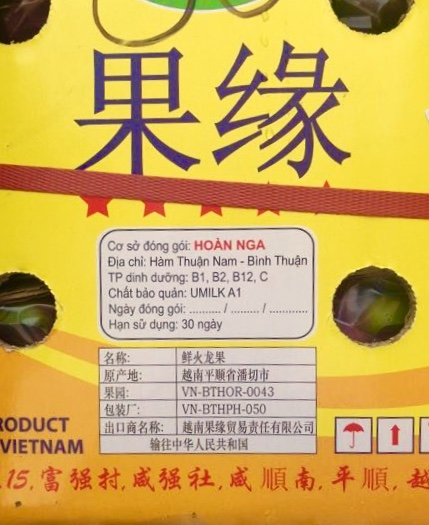 果缘
Cơ sở đóng gói: HOÀN NGA
Địa chỉ: Hàm Thuận Nam - Bình Thuận
TP dinh dưỡng: B1, B2, B12, C
Chất bảo quản: UMILK A1
Ngày đóng gói: .......... / ......... / ............
Hạn sử dụng: 30 ngày
名称: 鲜火龙果
原产地: 越南平顺省潘切市
果园: VN-BTHOR-0043
包装厂: VN-BTHPH-050
出口商名称: 越南果缘贸易责任有限公司
输往中华人民共和国
RODUCT
VIETNAM
15, 富强村, 咸强社, 咸順南, 平順, 越